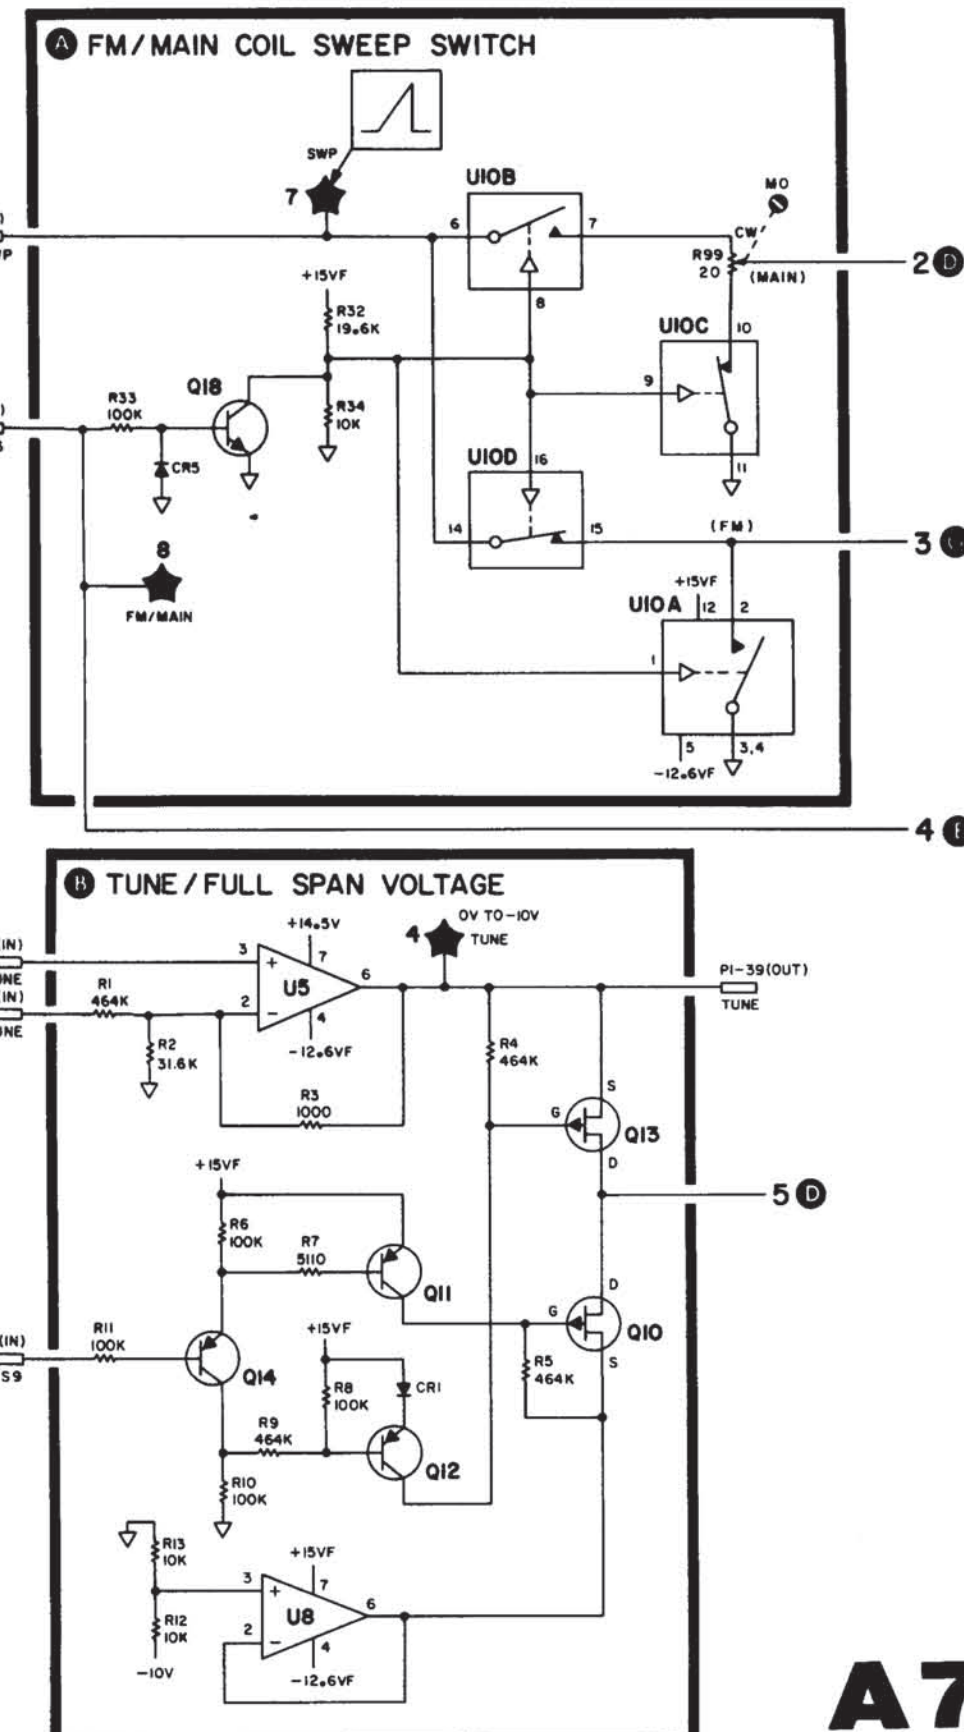 A FM/MAIN COIL SWEEP SWITCH
SWP
7
U10B
6
7
8
MO
CW
R99
20
(MAIN)
2 D
+15VF
R32
19.6K
U10C
10
9
11
Q18
R33
100K
R34
10K
CR5
U10D
16
14
15
(FM)
3
8
FM/MAIN
+15VF
U10A
12
2
1
5
3,4
-12.6VF
4 E
B TUNE/FULL SPAN VOLTAGE
0V TO-10V
4
TUNE
+14.5V
(IN)
3
+
7
U5
6
R1
464K
(IN)
2
-
4
-12.6VF
P1-39(OUT)
TUNE
R2
31.6K
R4
464K
R3
1000
S
G
Q13
D
+15VF
5 D
R6
100K
R7
5110
Q11
D
G
Q10
S
(IN)
S9
R11
100K
Q14
+15VF
R8
100K
CR1
R5
464K
R9
464K
Q12
R10
100K
R13
10K
+15VF
3
+
7
U8
6
R12
10K
2
-
4
-10V
-12.6VF
A7